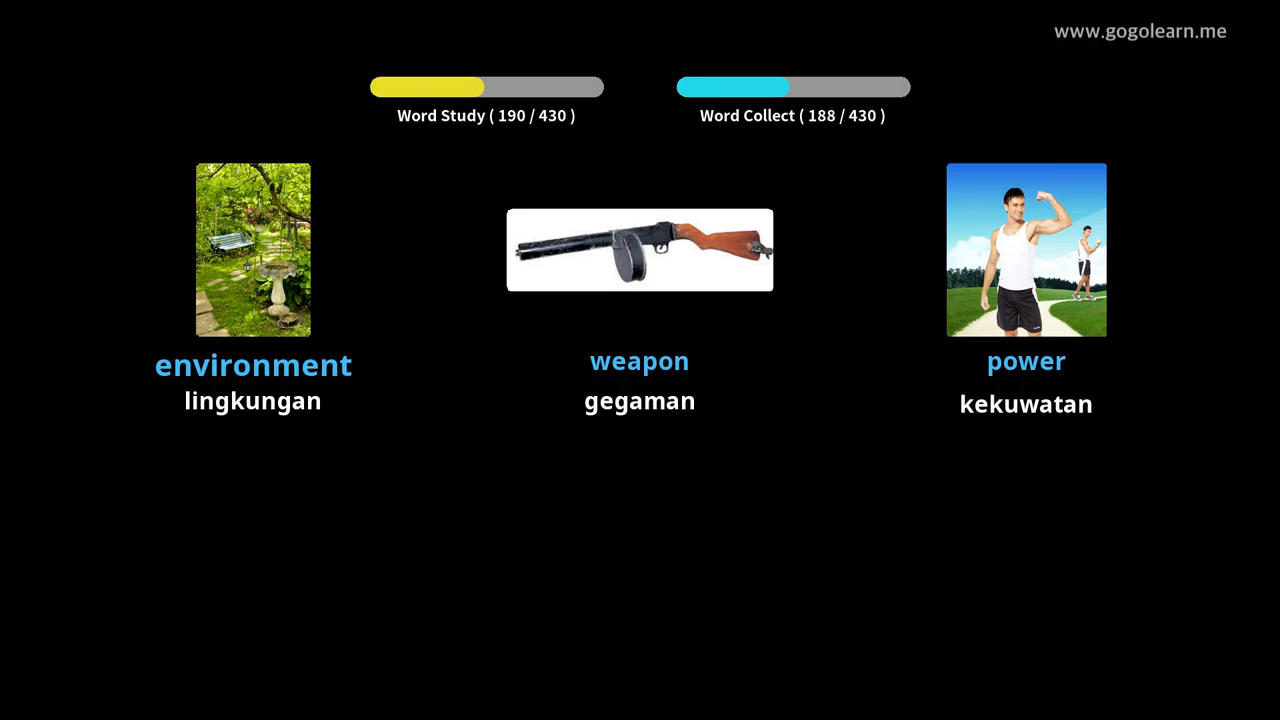 www.gogolearn.me
Word Study ( 190 / 430 )
Word Collect ( 188 / 430 )
environment
lingkungan
weapon
gegaman
power
kekuwatan